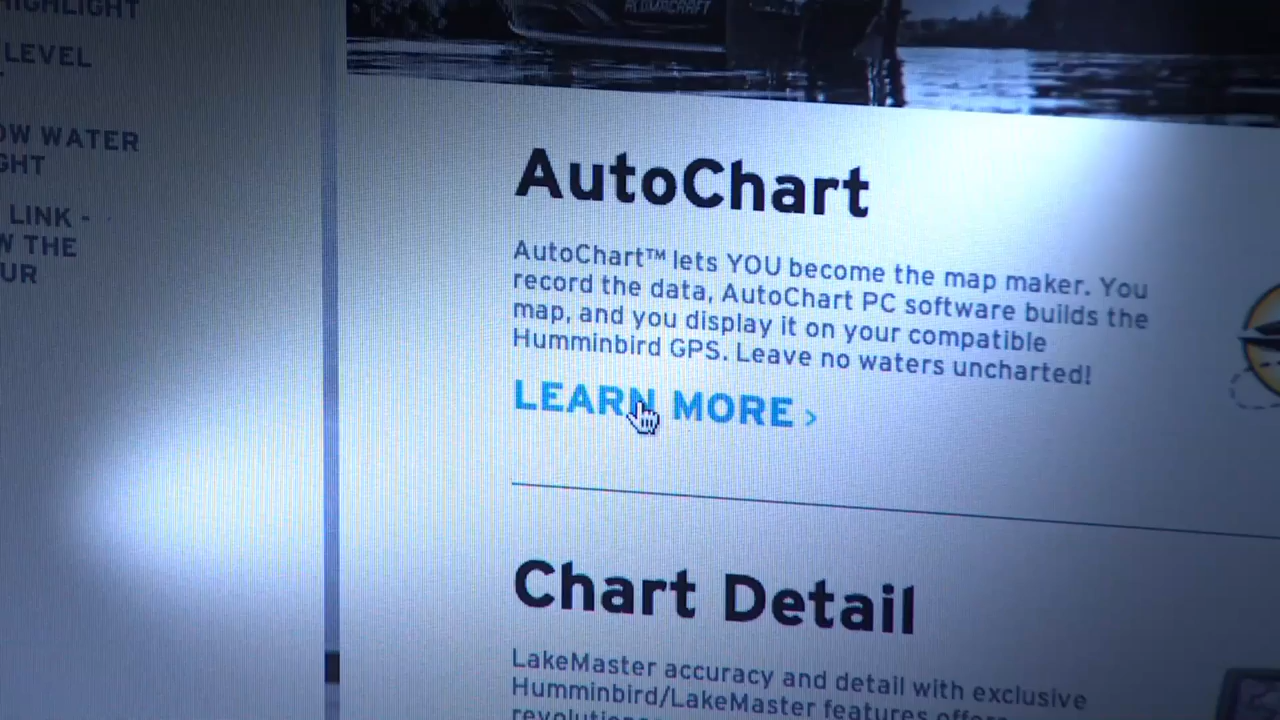 HIGHLIGHT
LEVEL
OW WATER
GHT
LINK -
W THE
UR
ALUMACRAFT
AutoChart
AutoChart™ lets YOU become the map maker. You
record the data, AutoChart PC software builds the
map, and you display it on your compatible
Humminbird GPS. Leave no waters uncharted!
LEARN MORE ›
Chart Detail
LakeMaster accuracy and detail with exclusive
Humminbird/LakeMaster features offers